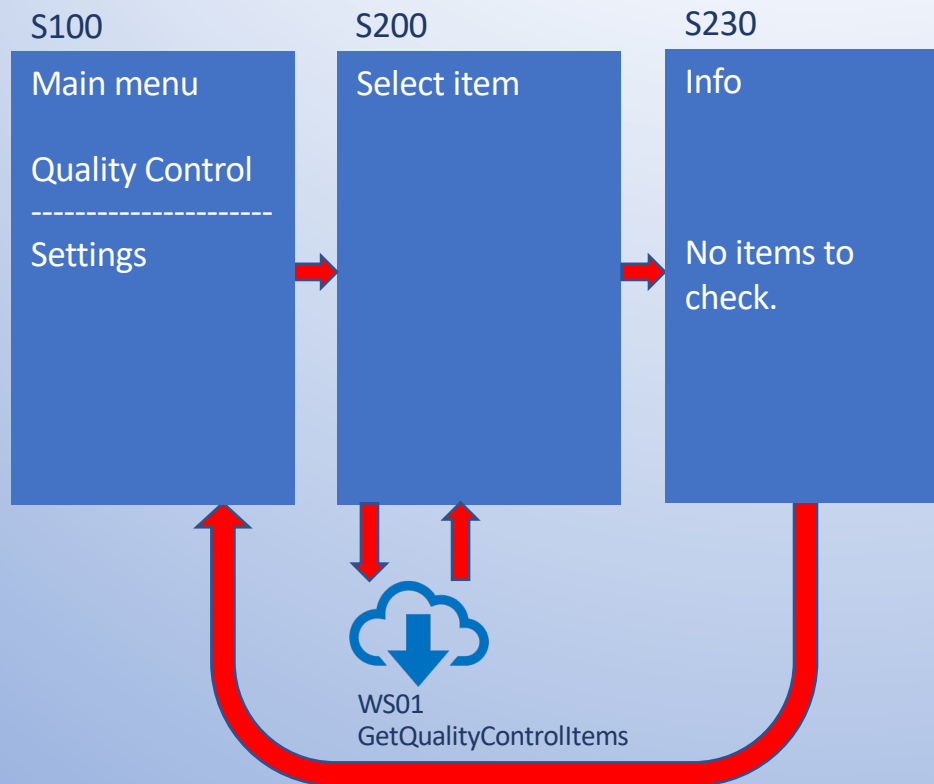 S100
Main menu
Quality Control
----------------------
Settings
S200
Select item
S230
Info
No items to
check.
WS01
GetQualityControlItems